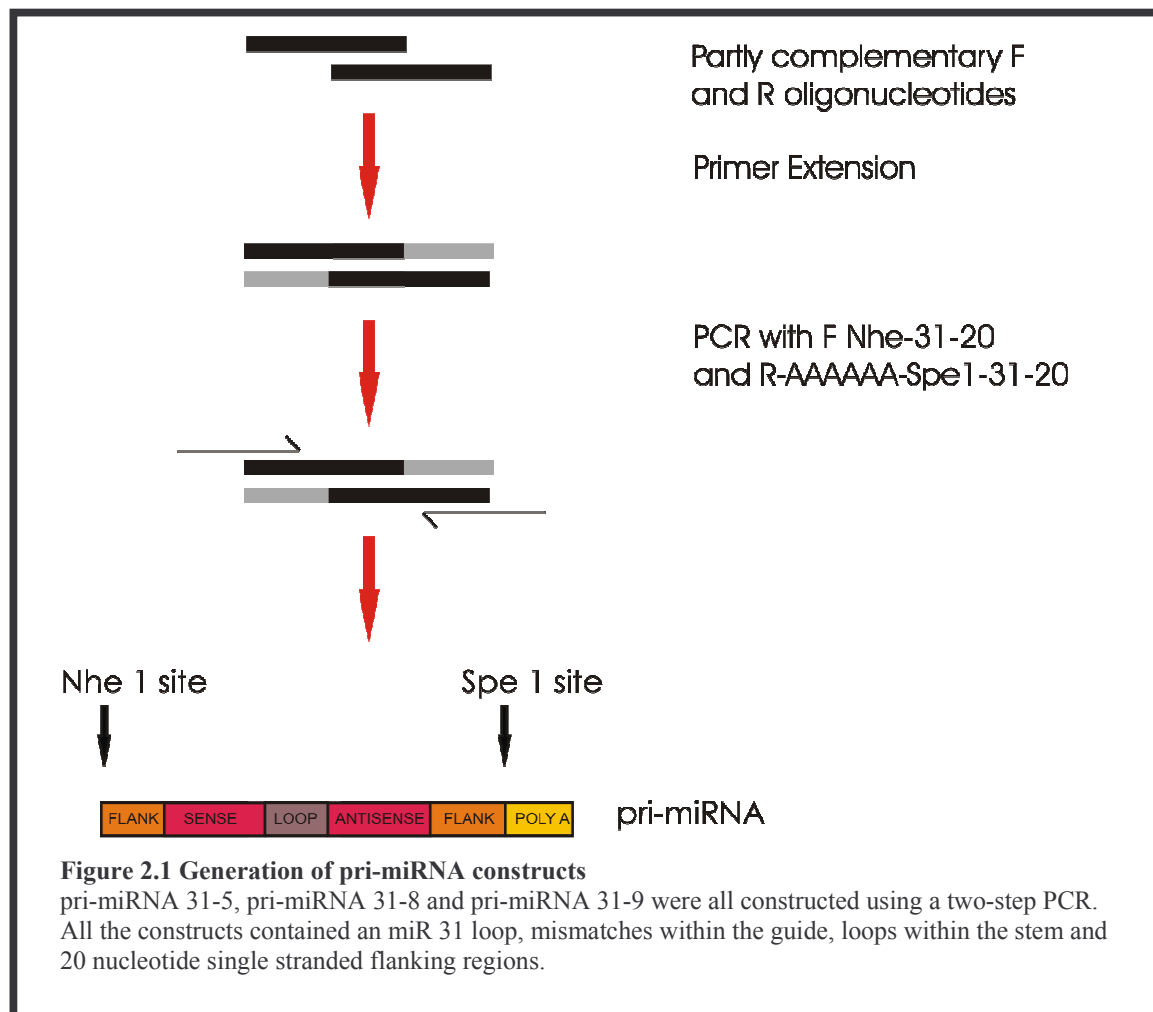 Partly complementary F
and R oligonucleotides
Primer Extension
PCR with F Nhe-31-20
and R-AAAAAA-Spe1-31-20
Nhe 1 site
Spe 1 site
FLANK SENSE LOOP ANTISENSE FLANK POLY A
pri-miRNA
Figure 2.1 Generation of pri-miRNA constructs
pri-miRNA 31-5, pri-miRNA 31-8 and pri-miRNA 31-9 were all constructed using a two-step PCR.
All the constructs contained an miR 31 loop, mismatches within the guide, loops within the stem and
20 nucleotide single stranded flanking regions.